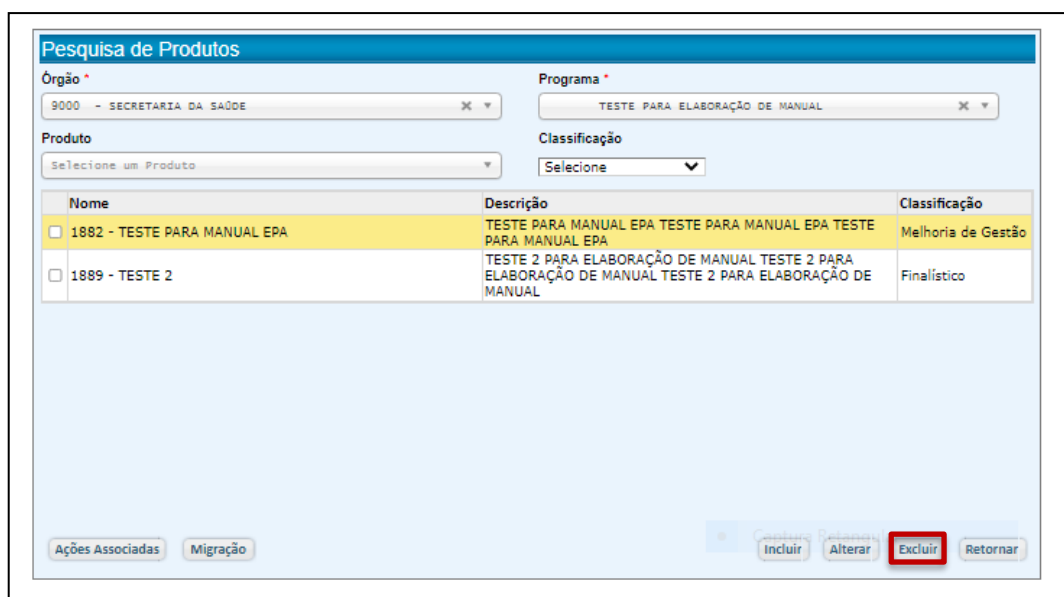 Pesquisa de Produtos
Órgão *
Programa *
9000 - SECRETARIA DA SAÚDE
TESTE PARA ELABORAÇÃO DE MANUAL
Produto
Classificação
Selecione um Produto
Selecione
Nome
Descrição
Classificação
1882 - TESTE PARA MANUAL EPA
TESTE PARA MANUAL EPA TESTE PARA MANUAL EPA TESTE
PARA MANUAL EPA
Melhoria de Gestão
1889 - TESTE 2
TESTE 2 PARA ELABORAÇÃO DE MANUAL TESTE 2 PARA
ELABORAÇÃO DE MANUAL TESTE 2 PARA ELABORAÇÃO DE
MANUAL
Finalístico
Captura
Ações Associadas
Migração
Incluir
Alterar
Excluir
Retornar